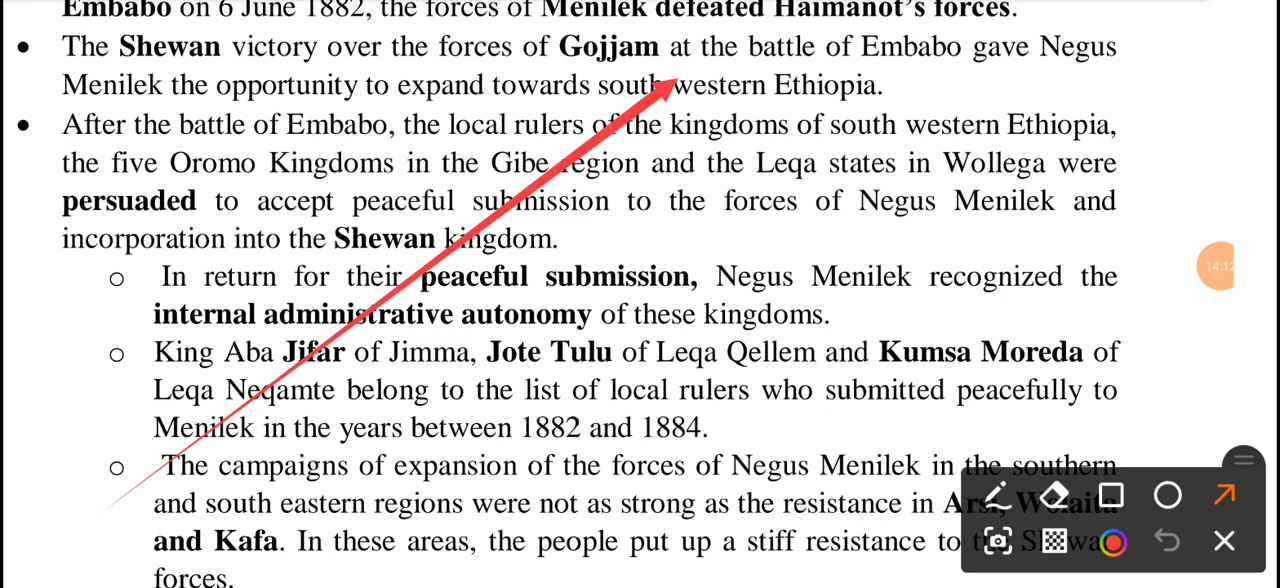 Embabo on 6 June 1882, the forces of Menilek defeated Haimanot's forces.
• The Shewan victory over the forces of Gojjam at the battle of Embabo gave Negus
Menilek the opportunity to expand towards south western Ethiopia.
• After the battle of Embabo, the local rulers of the kingdoms of south western Ethiopia,
the five Oromo Kingdoms in the Gibe region and the Leqa states in Wollega were
persuaded to accept peaceful submission to the forces of Negus Menilek and
incorporation into the Shewan kingdom.
o In return for their peaceful submission, Negus Menilek recognized the
internal administrative autonomy of these kingdoms.
o King Aba Jifar of Jimma, Jote Tulu of Leqa Qellem and Kumsa Moreda of
Leqa Neqamte belong to the list of local rulers who submitted peacefully to
Menilek in the years between 1882 and 1884.
o The campaigns of expansion of the forces of Negus Menilek in the southern
and south eastern regions were not as strong as the resistance in Arsi, Wolaita
and Kafa. In these areas, the people put up a stiff resistance to the Shewan
forces.
14:12